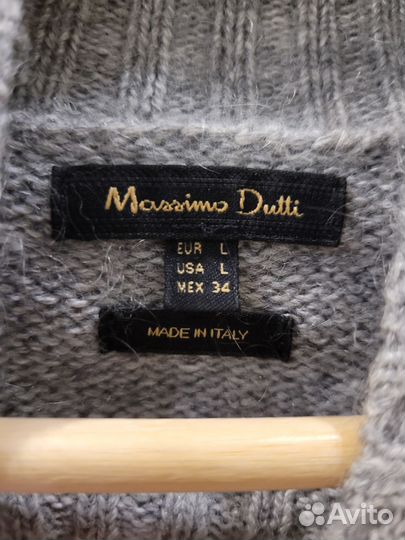 Massimo Dutti
EUR L
USA L
MEX 34
MADE IN ITALY
Avito